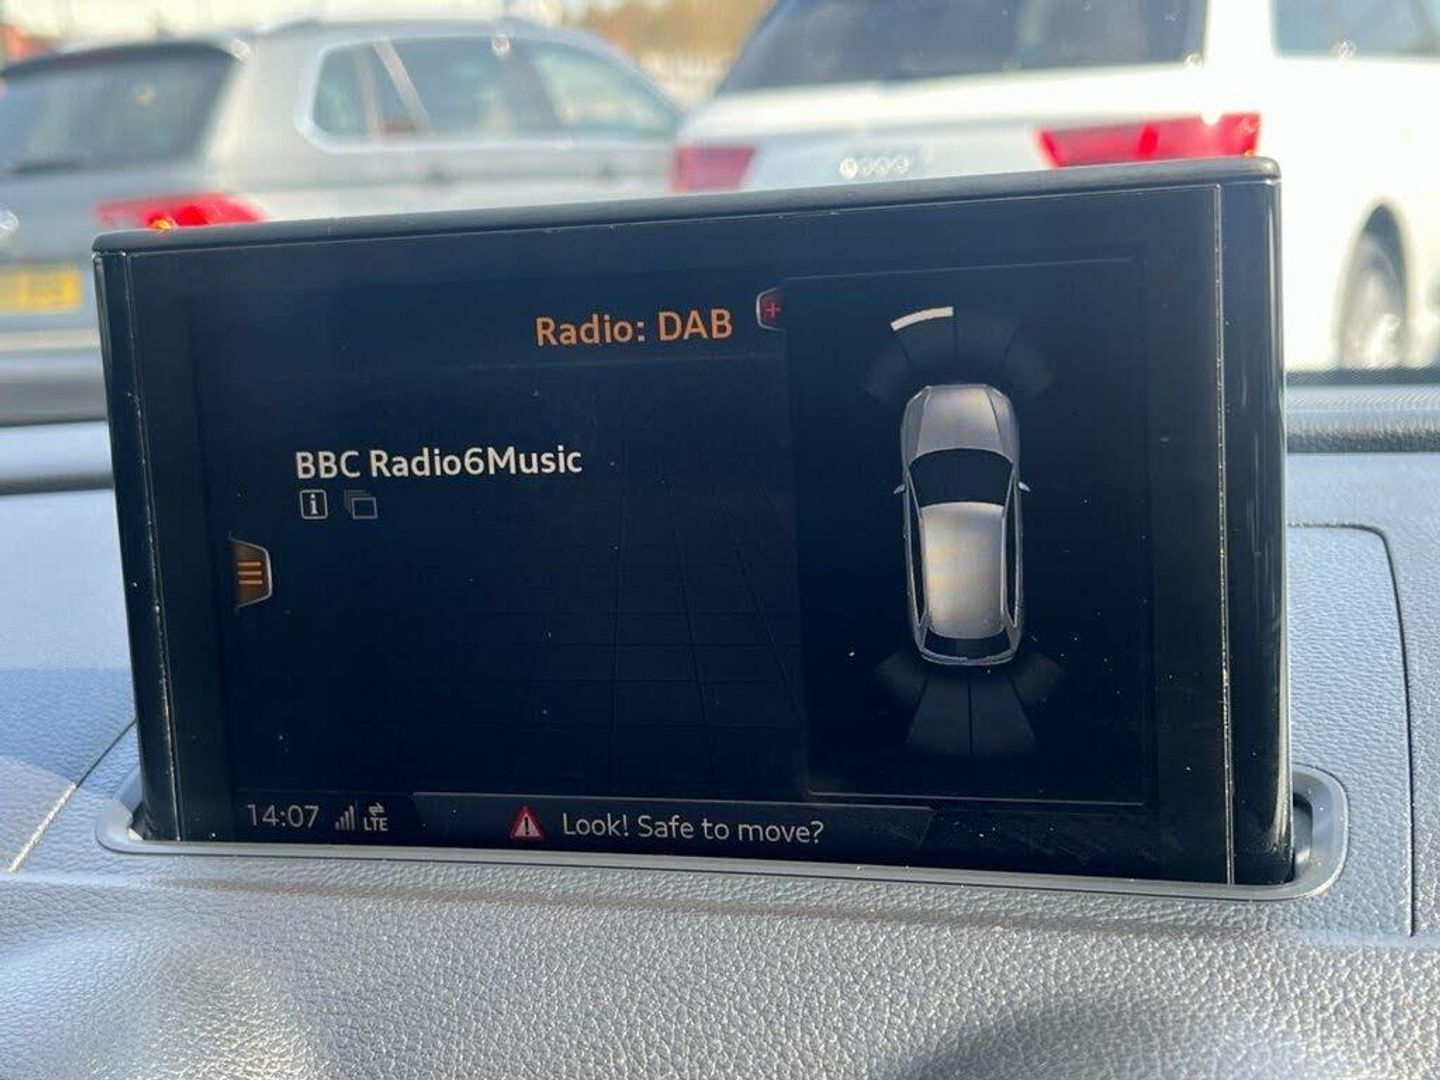 Radio: DAB
BBC Radio6Music
14:07 LTE Look! Safe to move?